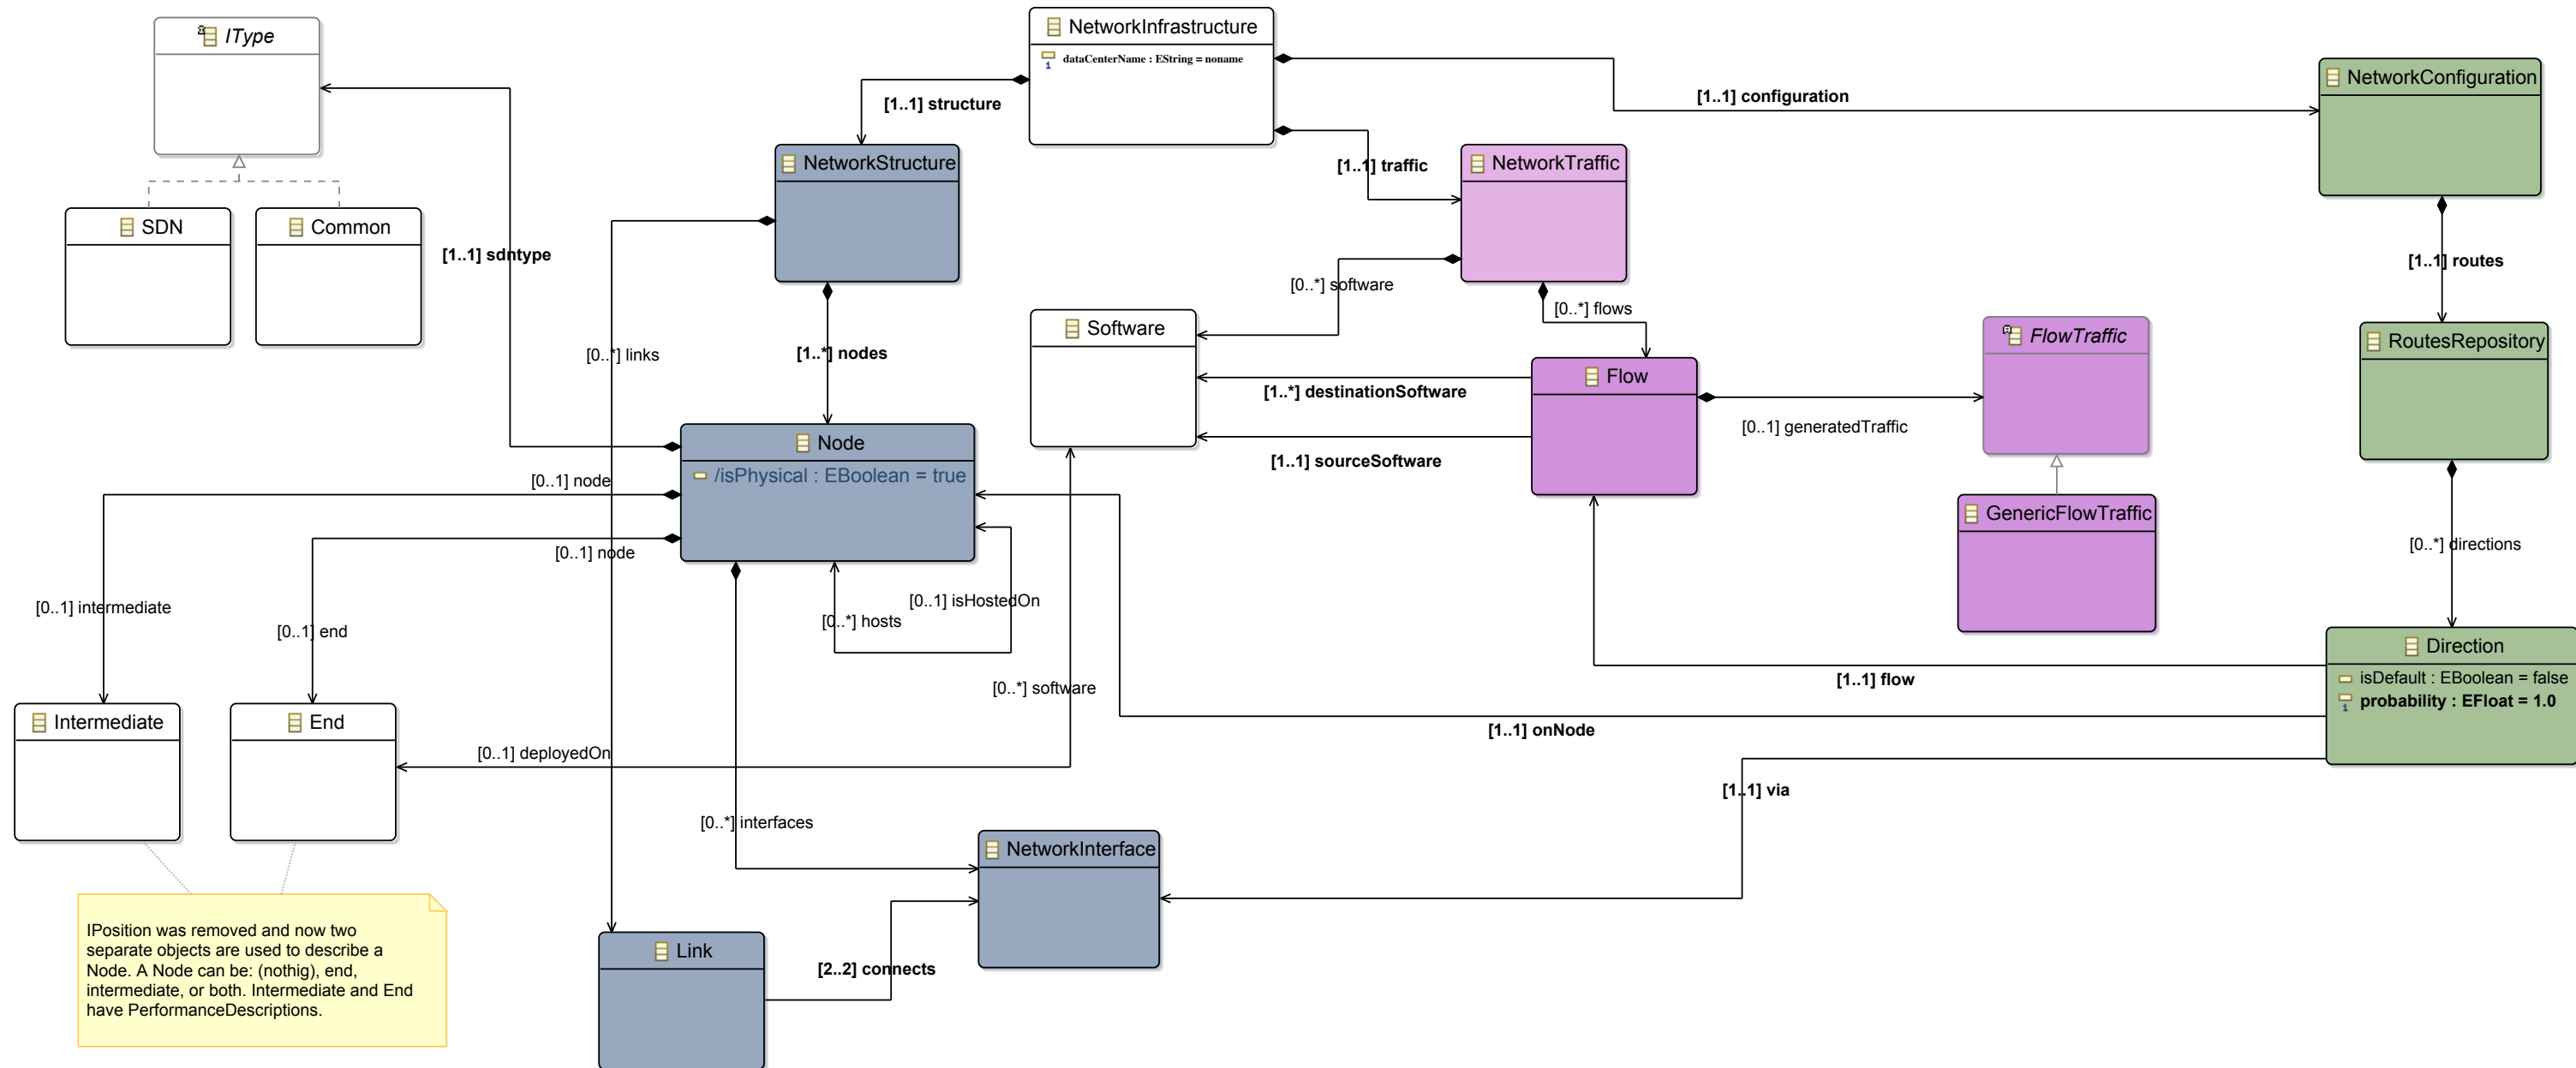 IType
NetworkInfrastructure
dataCenterName : EString = noname
1
NetworkConfiguration
[1..1] structure
[1..1] configuration
[1..1] traffic
NetworkStructure
NetworkTraffic
SDN
Common
[1..1] sdntype
[1..1] routes
[0..*] software
[0..*] flows
Software
FlowTraffic
RoutesRepository
[0..*] links
[1..*] nodes
Flow
[1..*] destinationSoftware
[0..1] generatedTraffic
Node
/isPhysical : EBoolean = true
[1..1] sourceSoftware
[0..1] node
GenericFlowTraffic
[0..1] node
[0..*] directions
[0..1] intermediate
[0..1] isHostedOn
[0..*] hosts
[0..1] end
Direction
isDefault : EBoolean = false
probability : EFloat = 1.0
1
[1..1] flow
[0..*] software
Intermediate
End
[1..1] onNode
[0..1] deployedOn
[1..1] via
[0..*] interfaces
NetworkInterface
IPosition was removed and now two
separate objects are used to describe a
Node. A Node can be: (nothig), end,
intermediate, or both. Intermediate and End
have PerformanceDescriptions.
Link
[2..2] connects